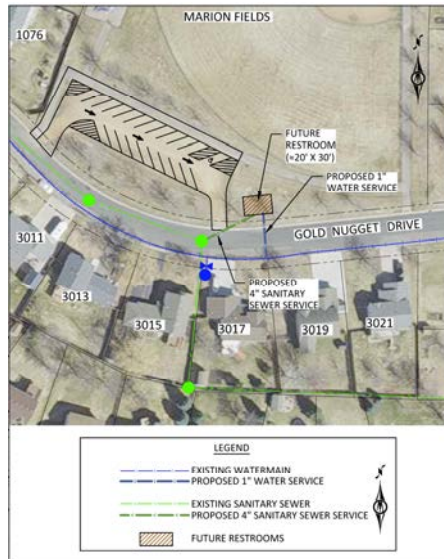 MARION FIELDS
1076
FUTURE
RESTROOM
(≈20' X 30')
PROPOSED 1"
WATER SERVICE
GOLD NUGGET DRIVE
3011
3013
3015
PROPOSED
4" SANITARY
SEWER SERVICE
3017
3019
3021
LEGEND
EXISTING WATERMAIN
PROPOSED 1" WATER SERVICE
EXISTING SANITARY SEWER
PROPOSED 4" SANITARY SEWER SERVICE
FUTURE RESTROOMS